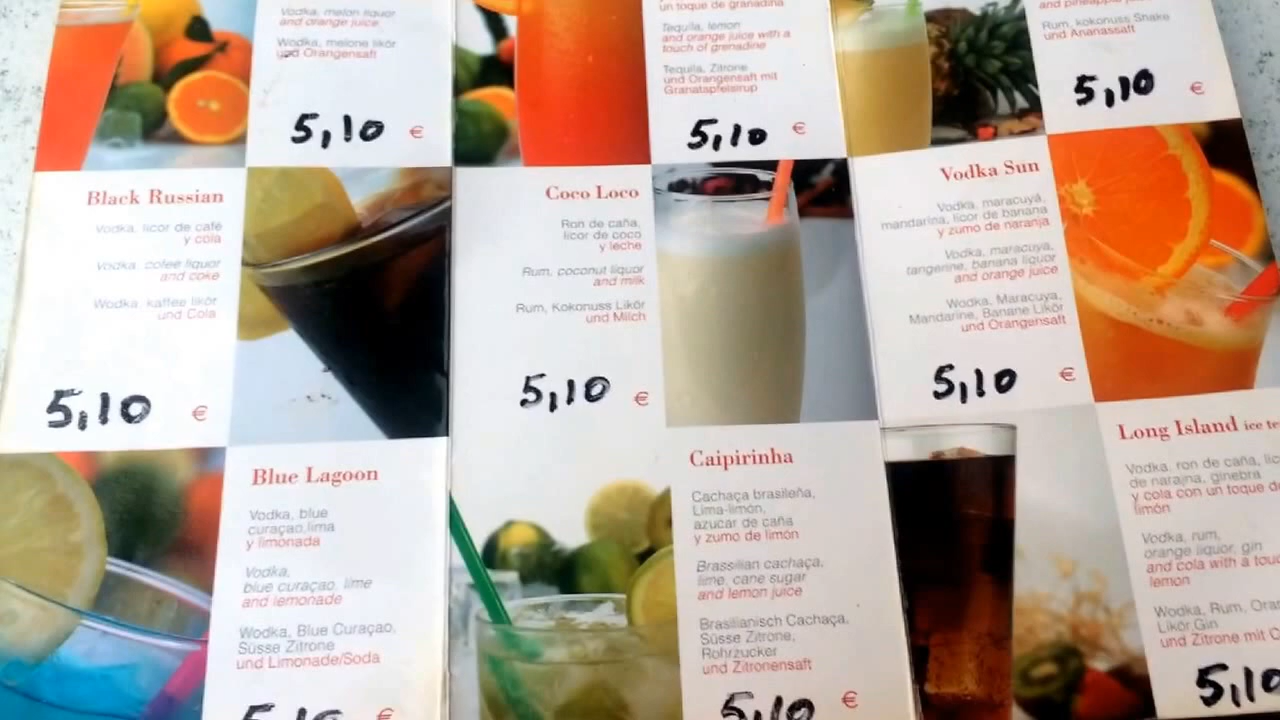 Vodka, melon liquor
and orange juice
Wodka, melone likör
und Orangensaft
5,10 €
un toque de granadina
Tequila, lemon
and orange juice with a
touch of grenadine
Tequila, Zitrone
und Orangensaft mit
Granatapfelsirup
5,10 €
and pineapple juice
Rum, kokonuss Shake
und Ananassaft
5,10 €
Black Russian
Vodka, licor de café
y cola
Vodka, cofee liquor
and coke
Wodka, kaffee likör
und Cola
5,10 €
Coco Loco
Ron de caña,
licor de coco
y leche
Rum, coconut liquor
and milk
Rum, Kokonuss Likör
und Milch
5,10 €
Vodka Sun
Vodka, maracuyá,
mandarina, licor de banana
y zumo de naranja
Vodka, maracuya,
tangerine, banana liquor
and orange juice
Wodka, Maracuya,
Mandarine, Banane Likör
und Orangensaft
5,10 €
Blue Lagoon
Vodka, blue
curaçao,lima
y limonada
Vodka,
blue curaçao, lime
and lemonade
Wodka, Blue Curaçao,
Süsse Zitrone
und Limonade/Soda
5,10 €
Caipirinha
Cachaça brasileña,
Lima-limón,
azucar de caña
y zumo de limón
Brassilian cachaça,
lime, cane sugar
and lemon juice
Brasilianisch Cachaça,
Süsse Zitrone,
Rohrzucker
und Zitronensaft
5,10 €
Long Island ice
Vodka, ron de caña,
de narajna, ginebra
y cola con un toque
limón
Vodka, rum,
orange liquor, gin
and cola with a
lemon
Wodka, Rum,
Likör,Gin
und Zitrone mit
5,10